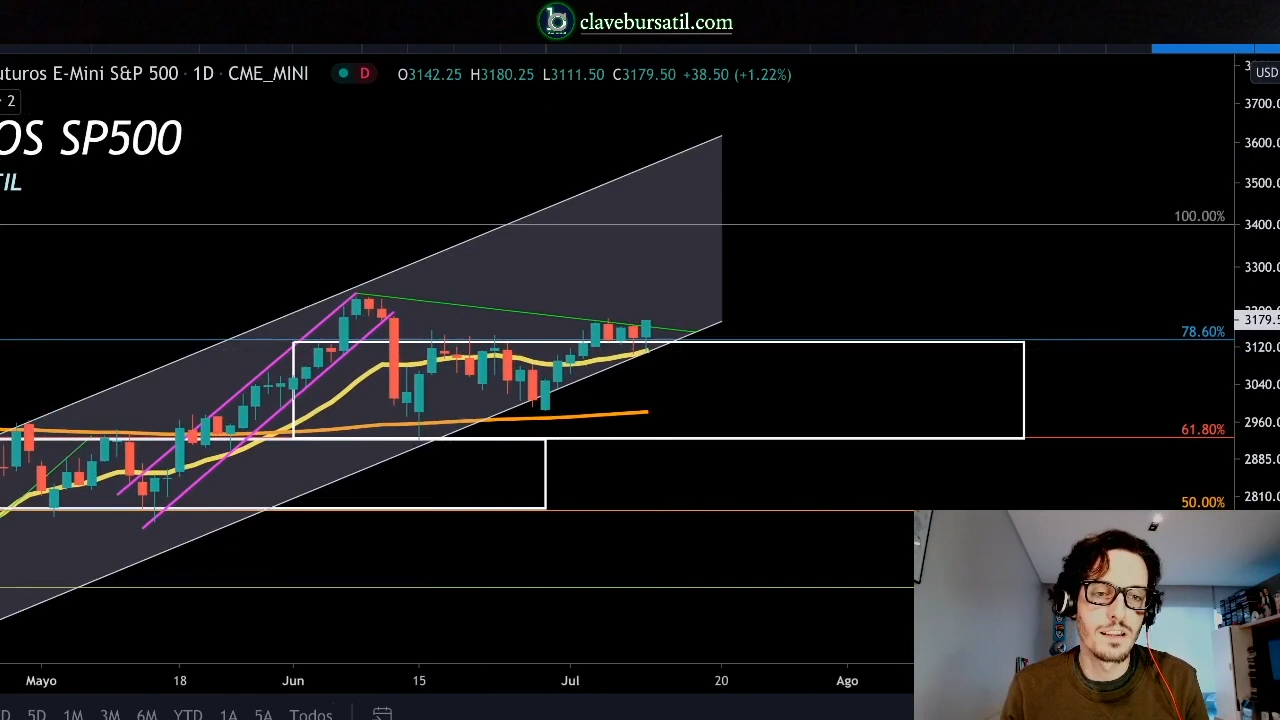 clavebursatil.com
uturos E-Mini S&P 500 · 1D · CME_MINI D O3142.25 H3180.25 L3111.50 C3179.50 +38.50 (+1.22%)
USD
2
3700.0
OS SP500
3600.0
TIL
3500.0
100.00%
3400.0
3300.0
3179.5
78.60%
3120.0
3040.0
61.80%
2960.0
2885.0
50.00%
2810.0
Mayo 18 Jun 15 Jul 20 Ago
D 5D 1M 3M 6M YTD 1A 5A Todos